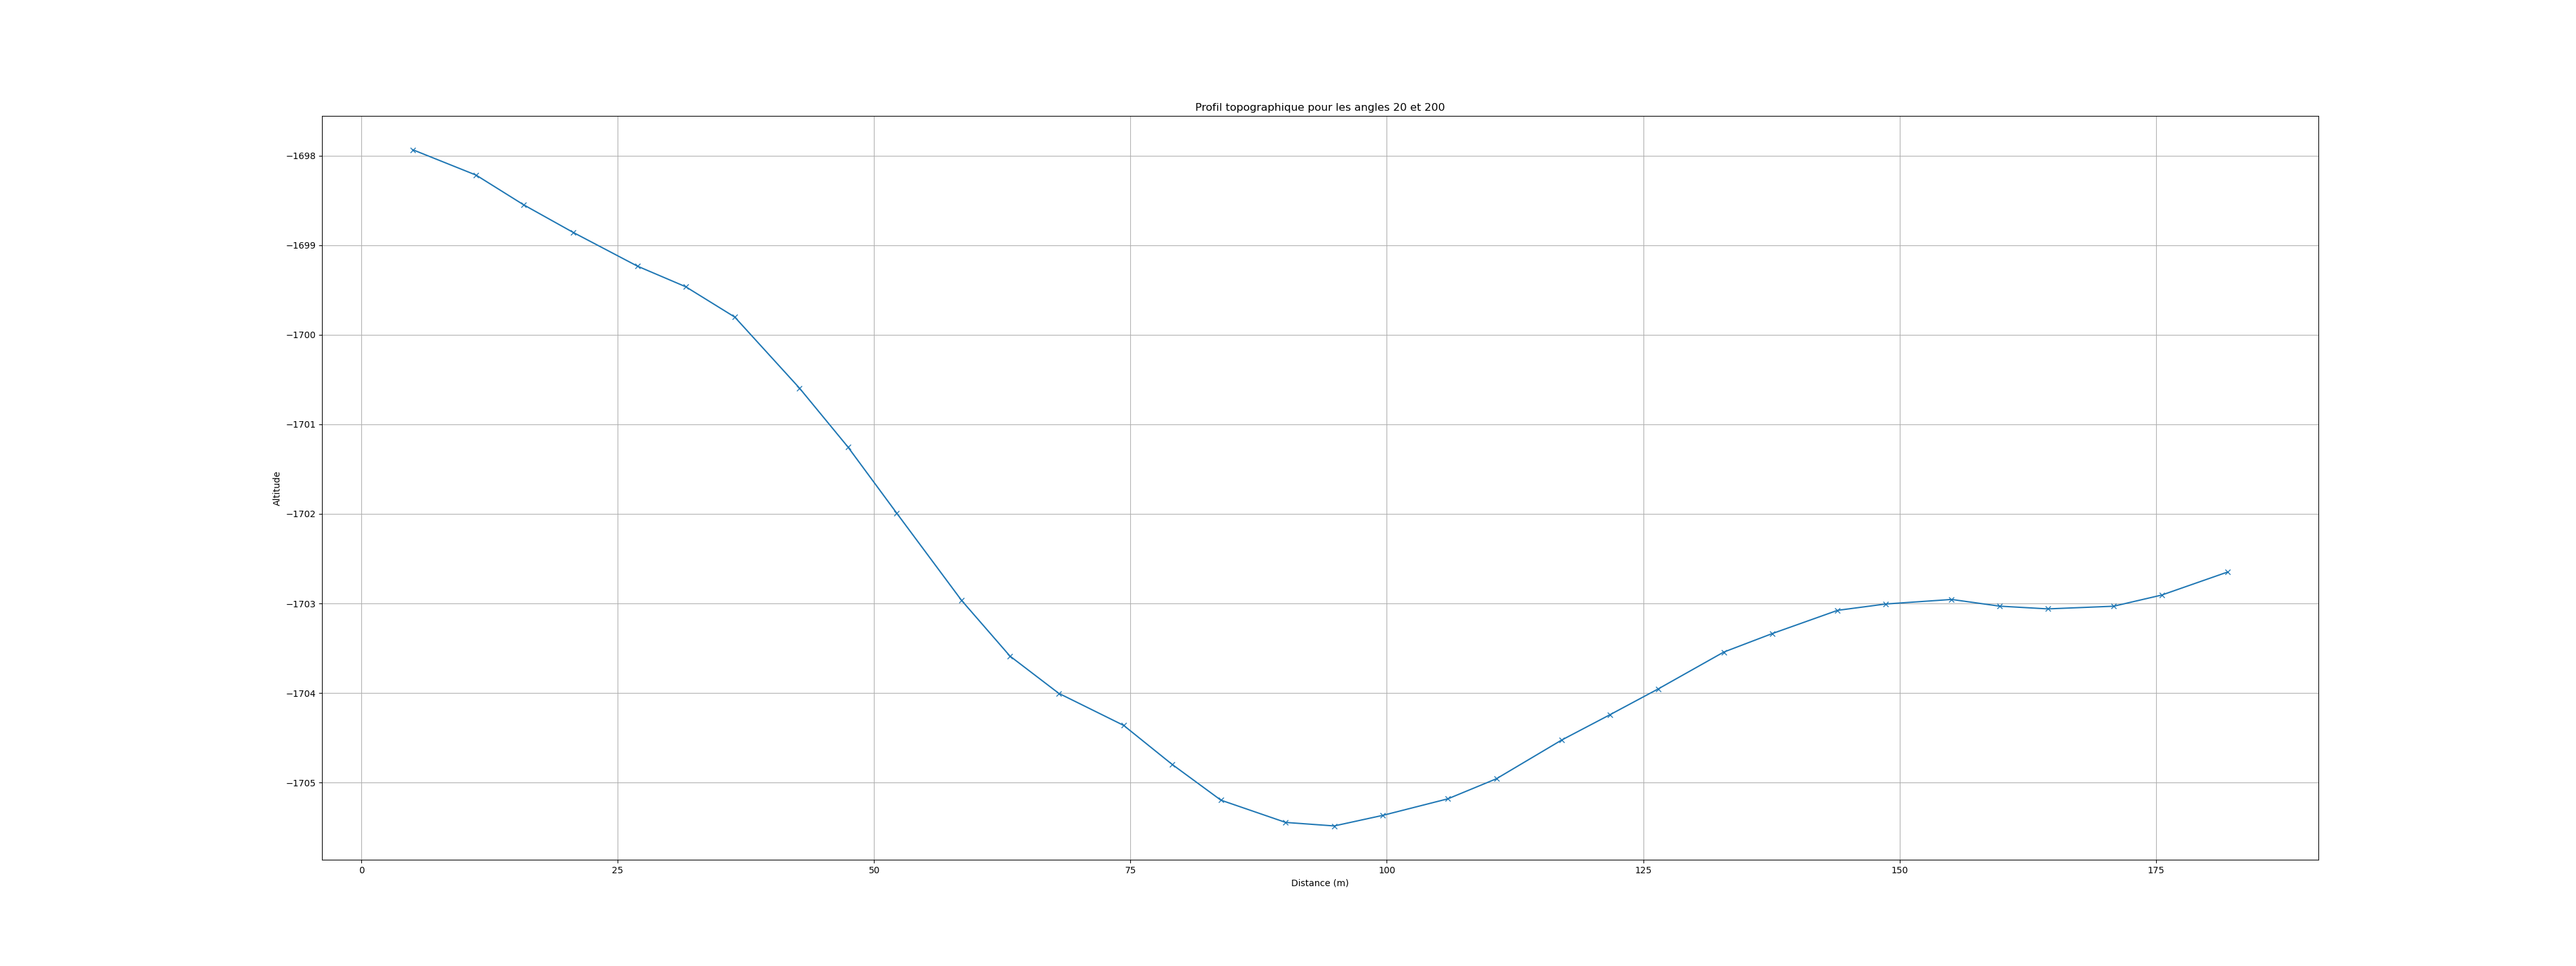 Profil topographique pour les angles 20 et 200
−1698
−1699
−1700
−1701
−1702
−1703
−1704
−1705
Altitude
0 25 50 75 100 125 150 175
Distance (m)